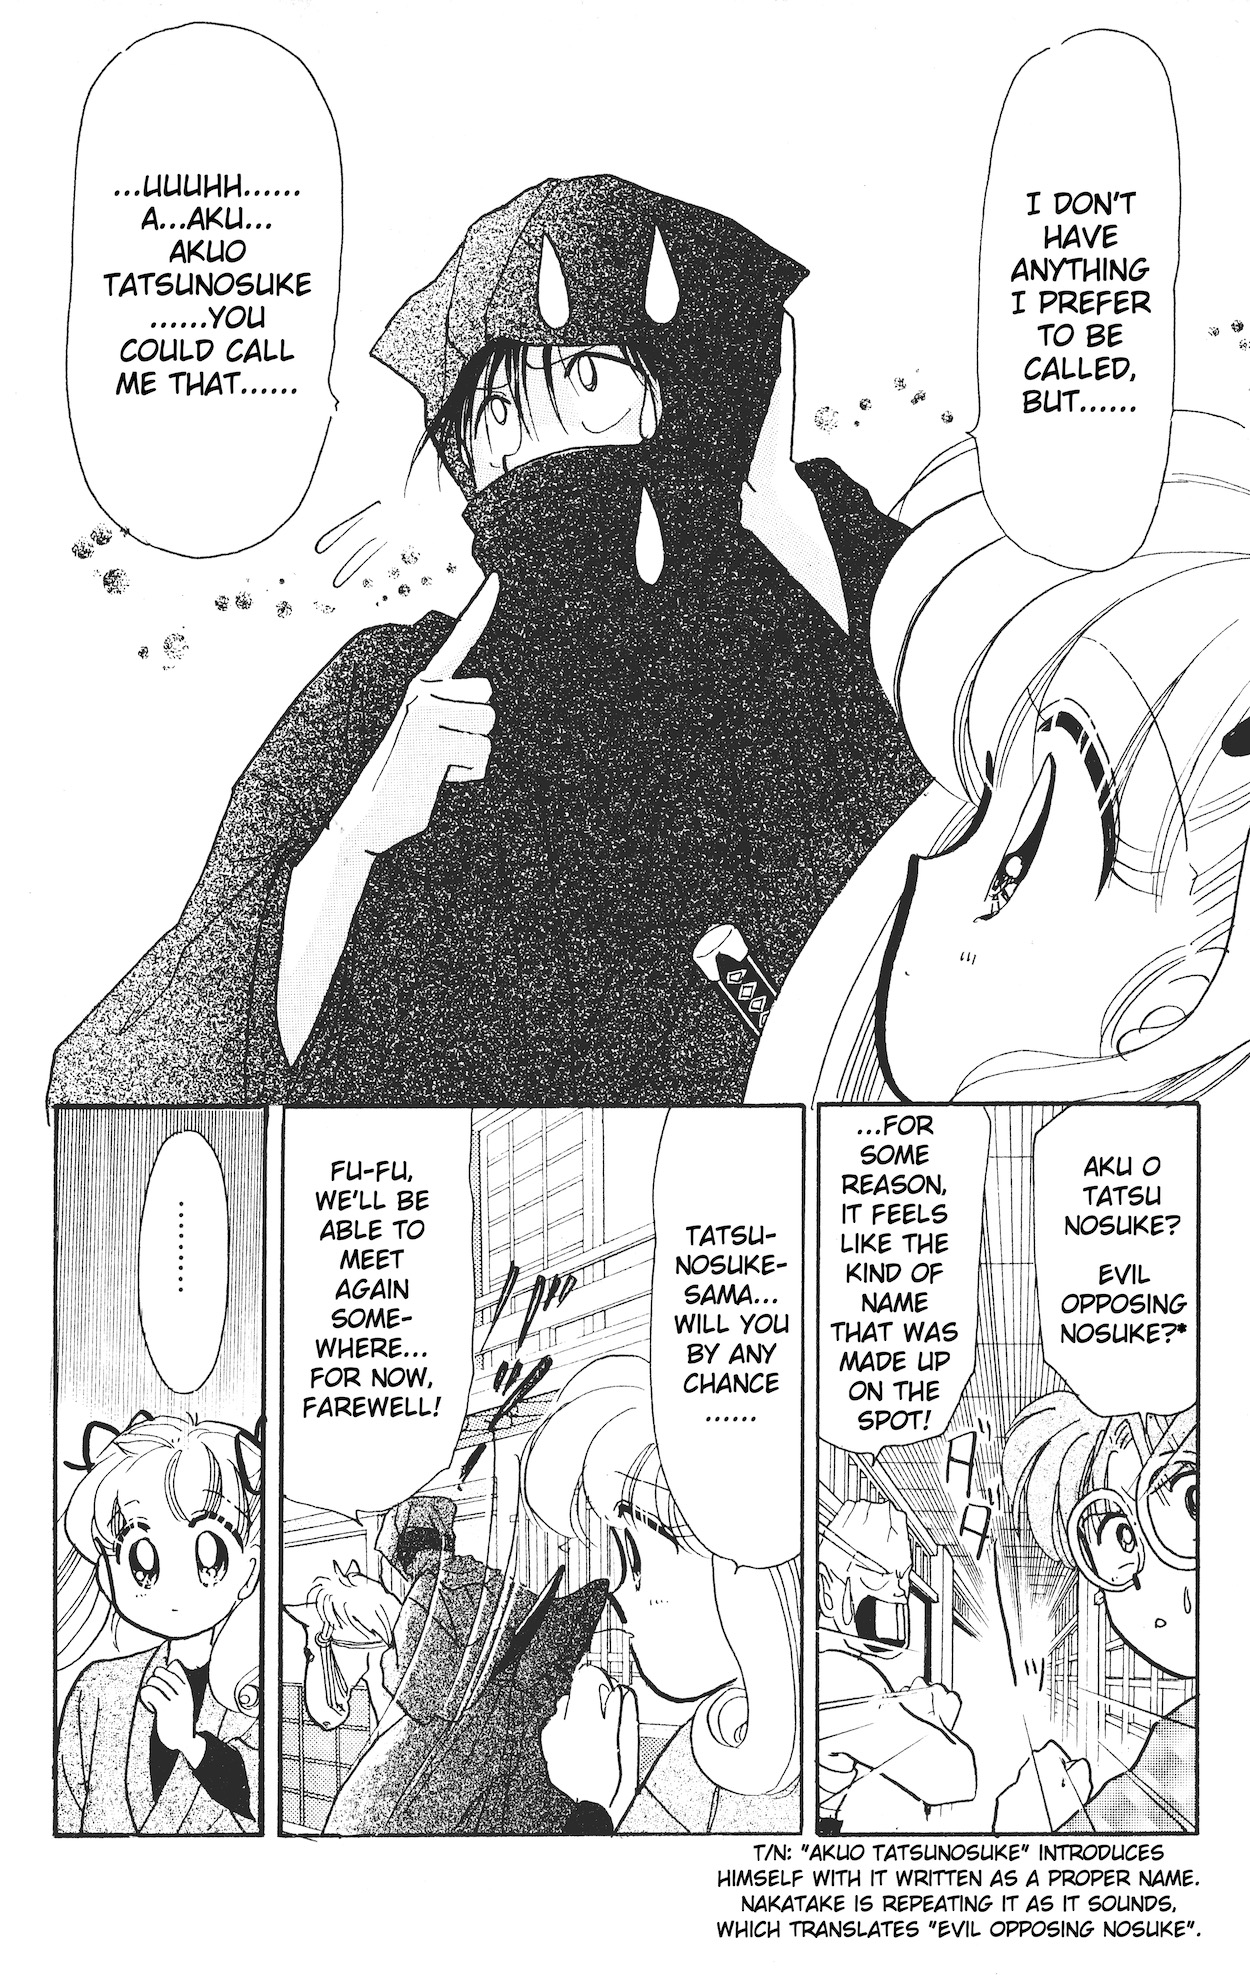 I DON'T
HAVE
ANYTHING
I PREFER
TO BE
CALLED,
BUT......
...UUUHH......
A...AKU...
AKUO
TATSUNOSUKE
......YOU
COULD CALL
ME THAT......
AKU O
TATSU
NOSUKE?
EVIL
OPPOSING
NOSUKE?*
...FOR
SOME
REASON,
IT FEELS
LIKE THE
KIND OF
NAME
THAT WAS
MADE UP
ON THE
SPOT!
TATSU-
NOSUKE-
SAMA...
WILL YOU
BY ANY
CHANCE
......
FU-FU,
WE'LL BE
ABLE TO
MEET
AGAIN
SOME-
WHERE...
FOR NOW,
FAREWELL!
........
T/N: "AKUO TATSUNOSUKE" INTRODUCES
HIMSELF WITH IT WRITTEN AS A PROPER NAME.
NAKATAKE IS REPEATING IT AS IT SOUNDS,
WHICH TRANSLATES "EVIL OPPOSING NOSUKE".